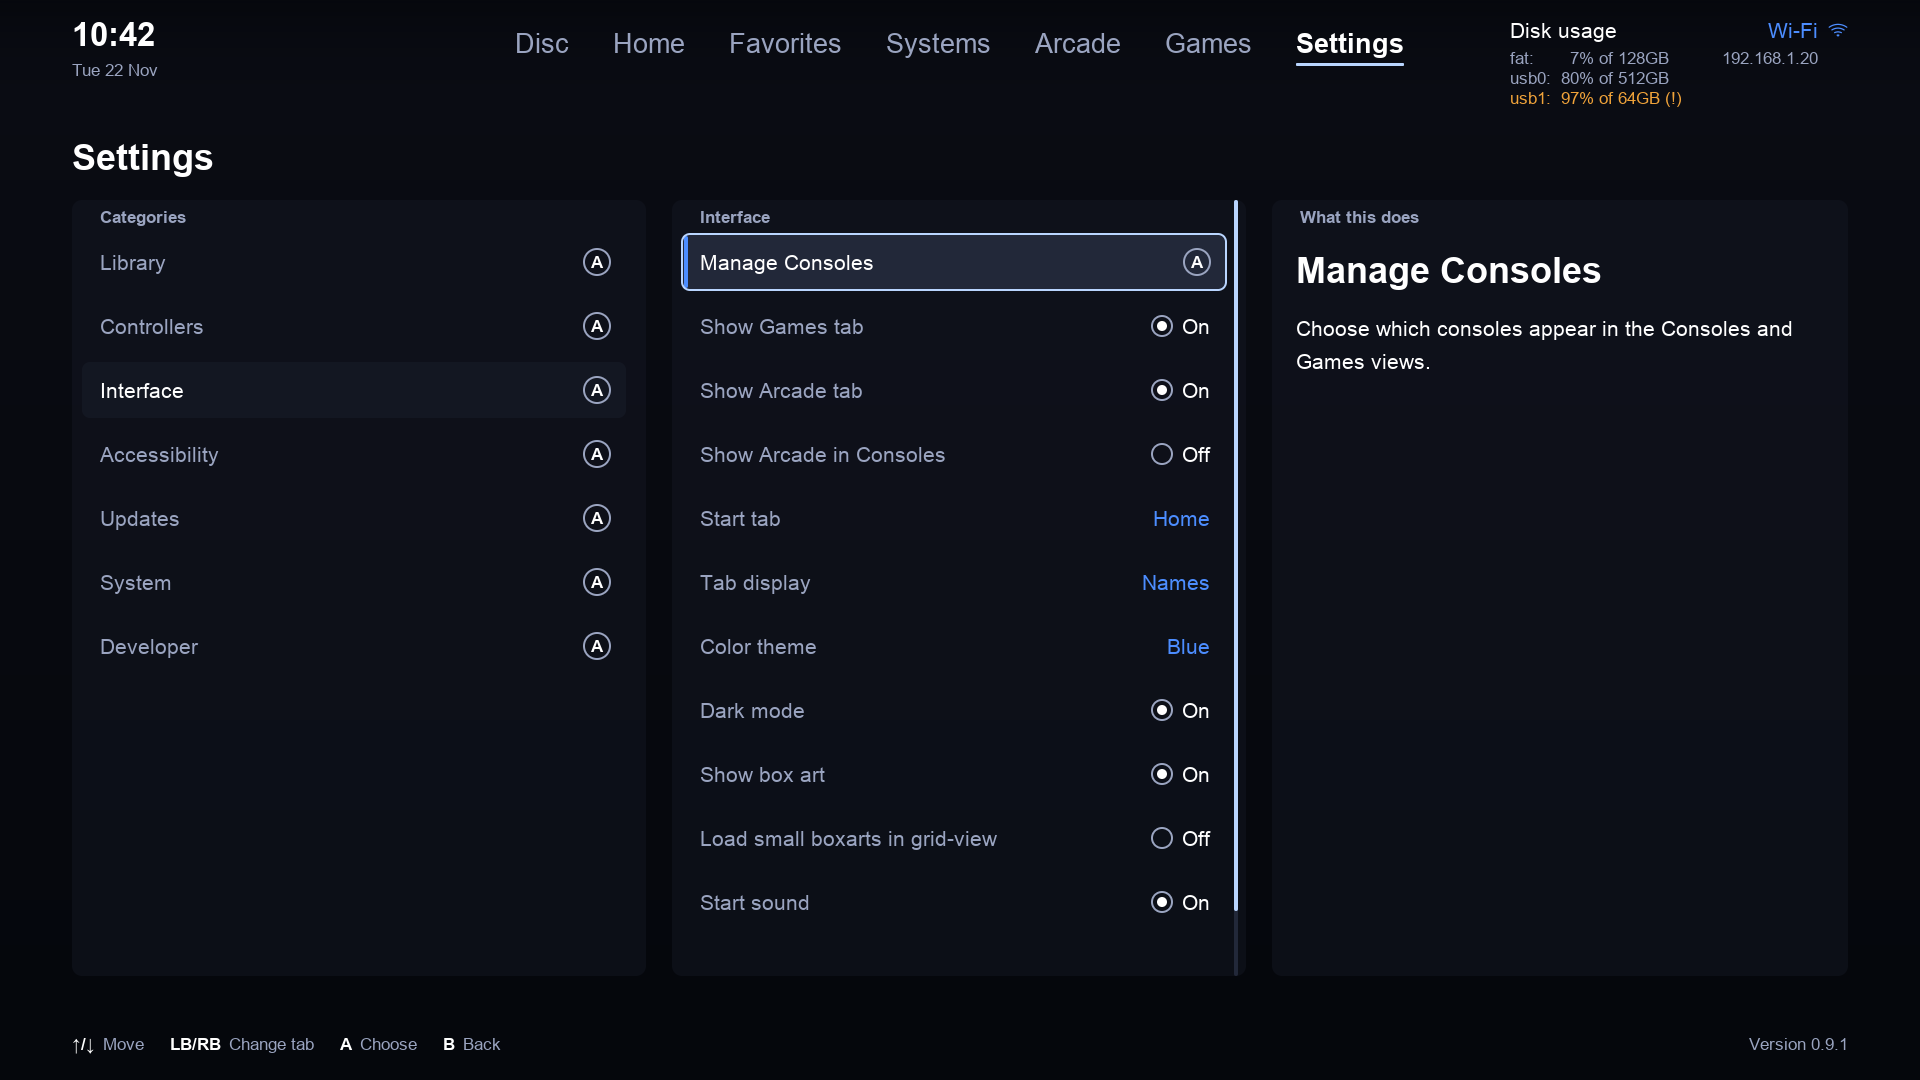 10:42
Tue 22 Nov
Disc Home Favorites Systems Arcade Games Settings
Disk usage
fat: 7% of 128GB
usb0: 80% of 512GB
usb1: 97% of 64GB (!)
Wi-Fi
192.168.1.20
Settings
Categories
Library A
Controllers A
Interface A
Accessibility A
Updates A
System A
Developer A
Interface
Manage Consoles A
Show Games tab On
Show Arcade tab On
Show Arcade in Consoles Off
Start tab Home
Tab display Names
Color theme Blue
Dark mode On
Show box art On
Load small boxarts in grid-view Off
Start sound On
What this does
Manage Consoles
Choose which consoles appear in the Consoles and
Games views.
↑/↓ Move LB/RB Change tab A Choose B Back
Version 0.9.1